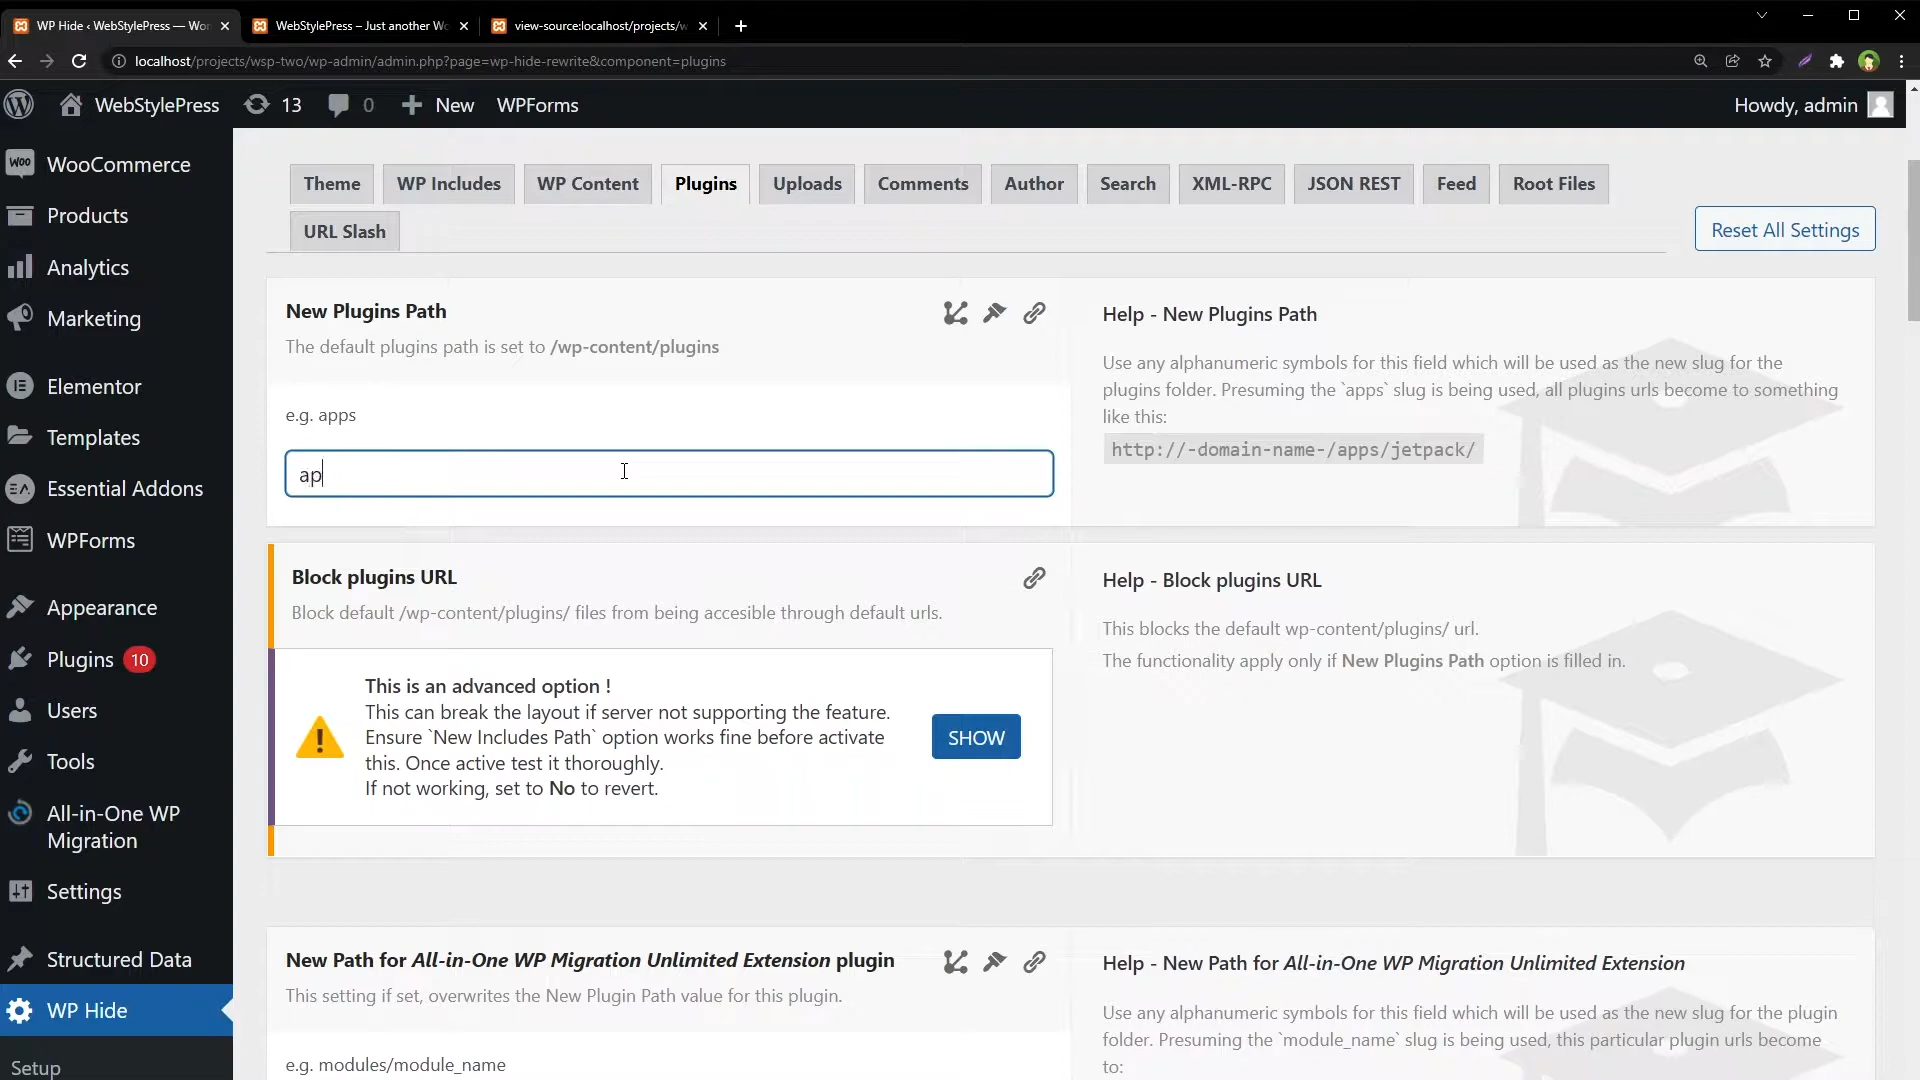 WP Hide ‹ WebStylePress — Wor
WebStylePress – Just another Wo
view-source:localhost/projects/w
localhost/projects/wsp-two/wp-admin/admin.php?page=wp-hide-rewrite&component=plugins
WebStylePress
13
0
New
WPForms
Howdy, admin
WooCommerce
Products
Analytics
Marketing
Elementor
Templates
Essential Addons
WPForms
Appearance
Plugins 10
Users
Tools
All-in-One WP
Migration
Settings
Structured Data
WP Hide
Setup
Theme
WP Includes
WP Content
Plugins
Uploads
Comments
Author
Search
XML-RPC
JSON REST
Feed
Root Files
URL Slash
Reset All Settings
New Plugins Path
The default plugins path is set to /wp-content/plugins
e.g. apps
ap
Help - New Plugins Path
Use any alphanumeric symbols for this field which will be used as the new slug for the
plugins folder. Presuming the `apps` slug is being used, all plugins urls become to something
like this:
http://-domain-name-/apps/jetpack/
Block plugins URL
Block default /wp-content/plugins/ files from being accesible through default urls.
This is an advanced option !
This can break the layout if server not supporting the feature.
Ensure `New Includes Path` option works fine before activate
this. Once active test it thoroughly.
If not working, set to No to revert.
SHOW
Help - Block plugins URL
This blocks the default wp-content/plugins/ url.
The functionality apply only if New Plugins Path option is filled in.
New Path for All-in-One WP Migration Unlimited Extension plugin
This setting if set, overwrites the New Plugin Path value for this plugin.
e.g. modules/module_name
Help - New Path for All-in-One WP Migration Unlimited Extension
Use any alphanumeric symbols for this field which will be used as the new slug for the plugin
folder. Presuming the `module_name` slug is being used, this particular plugin urls become
to: